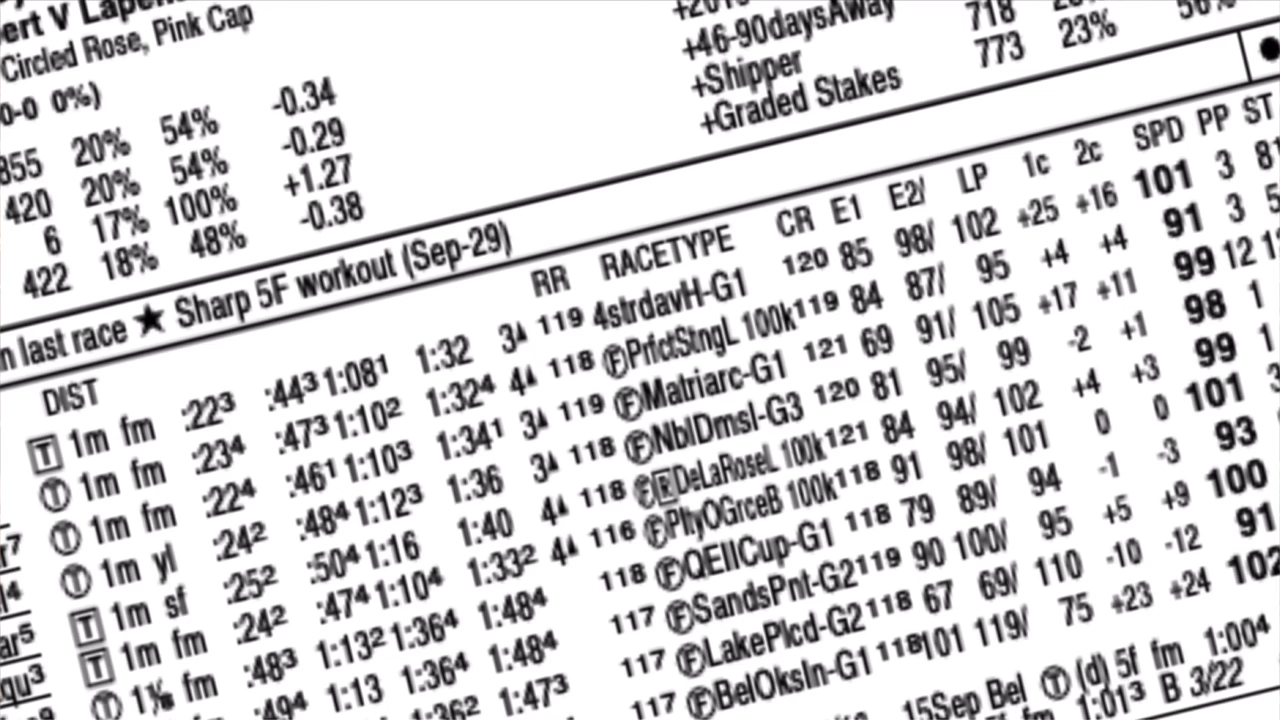 Circled Rose, Pink Cap
0-0 0%)
855 20% 54% -0.34
420 20% 54% -0.29
6 17% 100% +1.27
422 18% 48% -0.38
+46-90daysAway 718
+Shipper 773 23%
+Graded Stakes
n last race ★ Sharp 5F workout (Sep-29)
DIST RR RACETYPE CR E1 E2/ LP 1c 2c SPD PP ST
🅃 1m fm :22³ :44³ 1:08¹ 1:32 3▲ 119 4strdavH-G1 120 85 98/ 102 +25 +16 101 3 81
Ⓣ 1m fm :23⁴ :47³ 1:10² 1:32⁴ 4▲ 118 ⒻPrfctStngL 100k 119 84 87/ 95 +4 +4 91 3
Ⓣ 1m fm :22⁴ :46¹ 1:10³ 1:34¹ 3▲ 119 ⒻMatriarc-G1 121 69 91/ 105 +17 +11 99 12
Ⓣ 1m yl :24² :48⁴ 1:12³ 1:36 3▲ 118 ⒻNblDmsl-G3 120 81 95/ 99 -2 +1 98 1
🅃 1m sf :25² :50⁴ 1:16 1:40 4▲ 118 Ⓕ🅁DeLaRoseL 100k 121 84 94/ 102 +4 +3 99 1
🅃 1m fm :24² :47⁴ 1:10⁴ 1:33² 4▲ 116 ⒻPltyOGrceB 100k 118 91 98/ 101 0 0 101 3
Ⓣ 1⅛ fm :48³ 1:13² 1:36⁴ 1:48⁴ 118 ⒻQEIICup-G1 118 79 89/ 94 -1 -3 93
:49⁴ 1:13 1:36⁴ 1:48⁴ 117 ⒻSandsPnt-G2 119 90 100/ 95 +5 +9 100
1:36² 1:47³ 117 ⒻLakePlcd-G2 118 67 69/ 110 -10 -12 91
117 ⒻBelOksIn-G1 118 101 119/ 75 +23 +24 102
15Sep Bel Ⓣ (d) 5f fm 1:00⁴
fm 1:01³ B 3/22